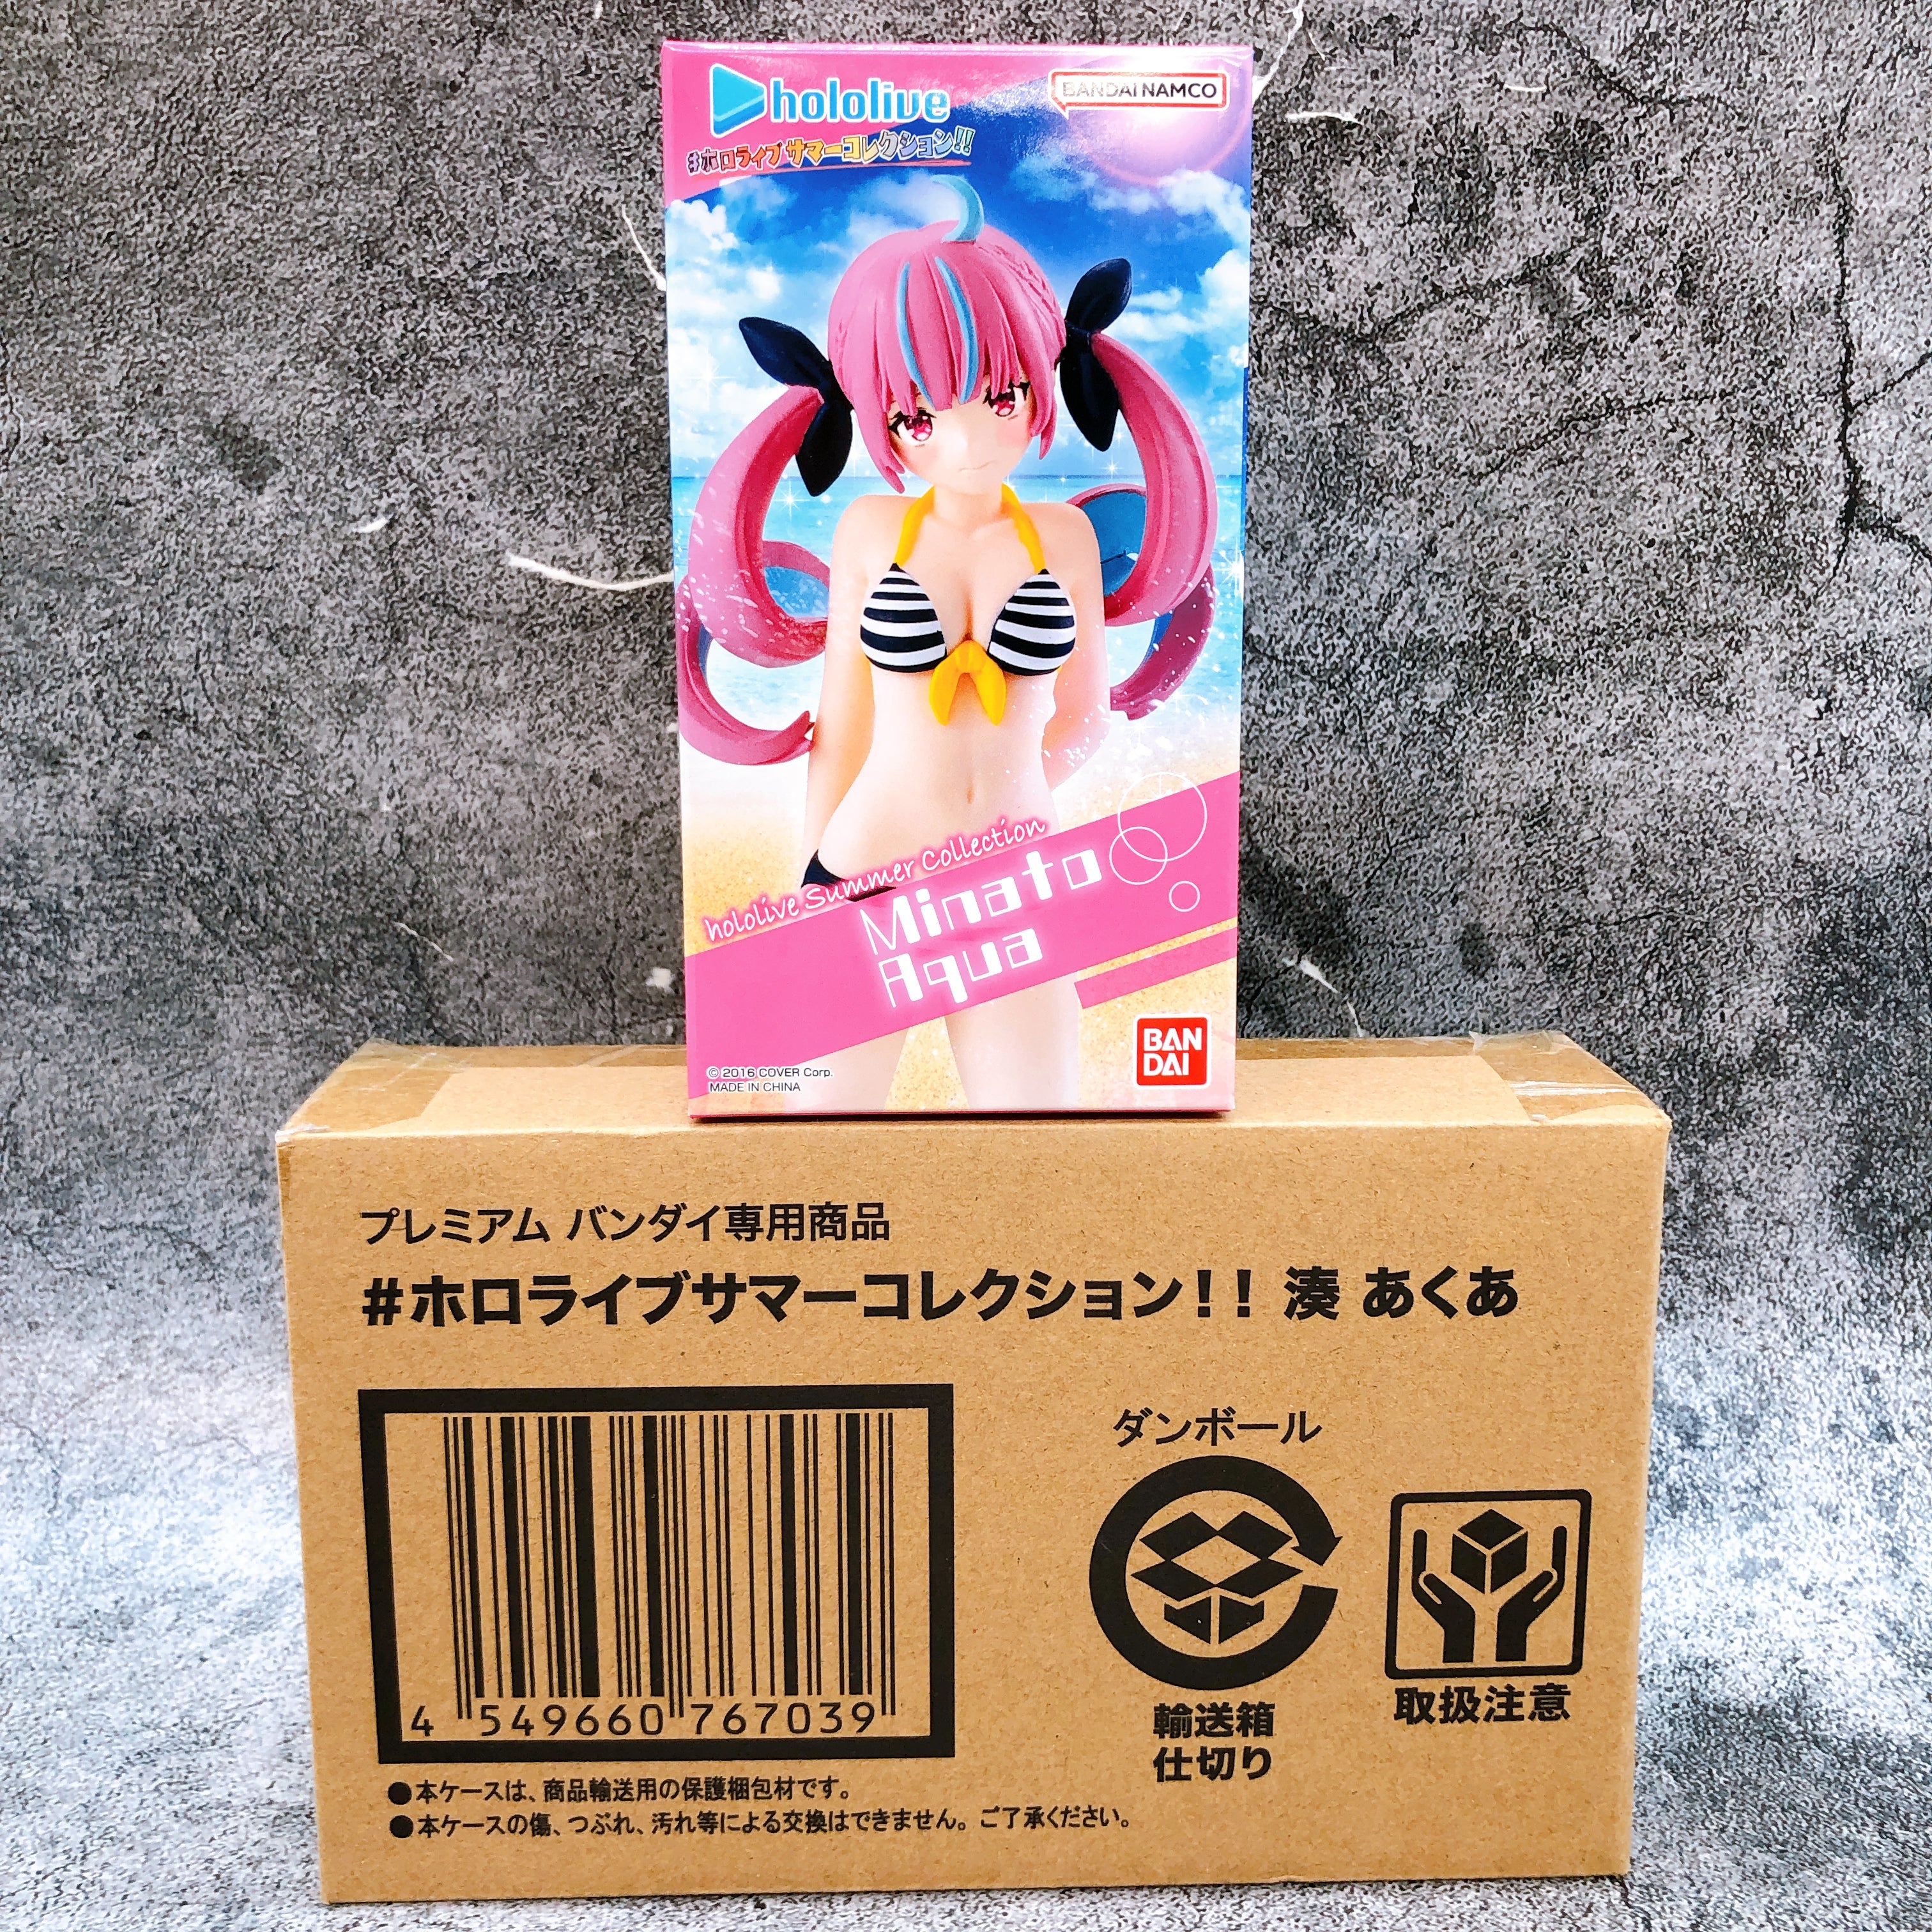 hololive
BANDAI NAMCO
#ホロライブ サマーコレクション!!
hololive Summer Collection
Minato
Aqua
© 2016 COVER Corp.
MADE IN CHINA
BAN
DAI
プレミアム バンダイ専用商品
#ホロライブサマーコレクション!! 湊 あくあ
ダンボール
輸送箱
仕切り
取扱注意
4 549660 767039
●本ケースは、商品輸送用の保護梱包材です。
●本ケースの傷、つぶれ、汚れ等による交換はできません。ご了承ください。